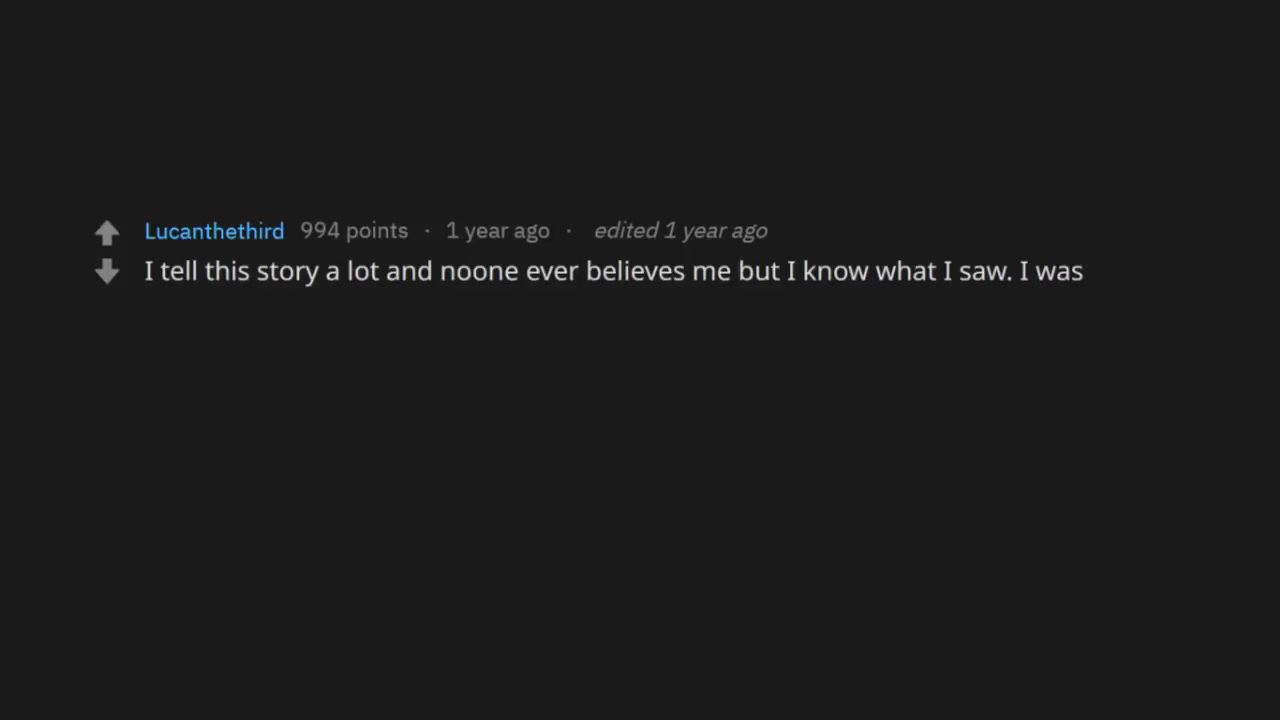 Lucanthethird 994 points · 1 year ago · edited 1 year ago
I tell this story a lot and noone ever believes me but I know what I saw. I was